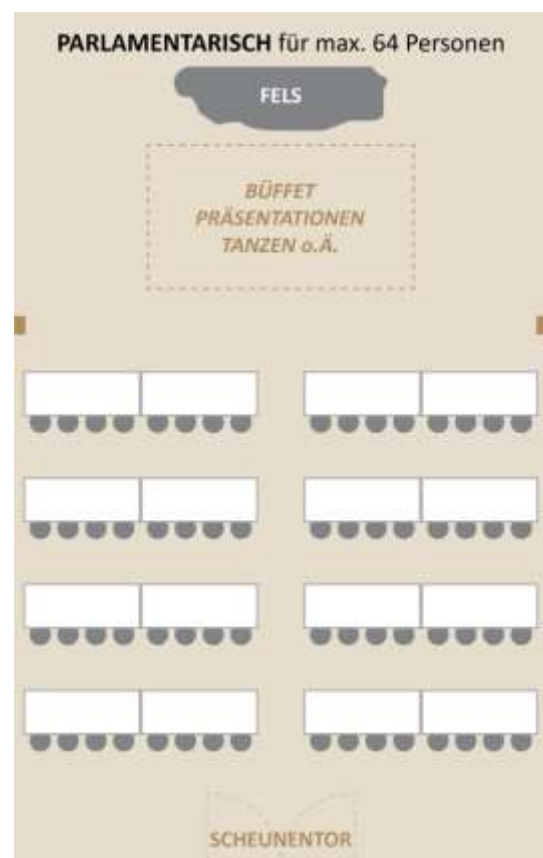 PARLAMENTARISCH für max. 64 Personen
FELS
BÜFFET
PRÄSENTATIONEN
TANZEN o.Ä.
SCHEUNENTOR